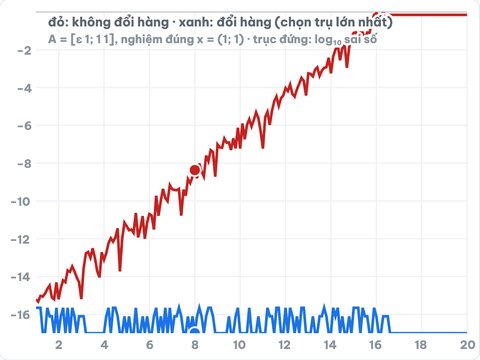 đỏ: không đổi hàng · xanh: đổi hàng (chọn trụ lớn nhất)
A = [ε 1; 1 1], nghiệm đúng x = (1; 1) · trục đứng: log₁₀ sai số
−2
−4
−6
−8
−10
−12
−14
−16
2 4 6 8 10 12 14 16 18 20